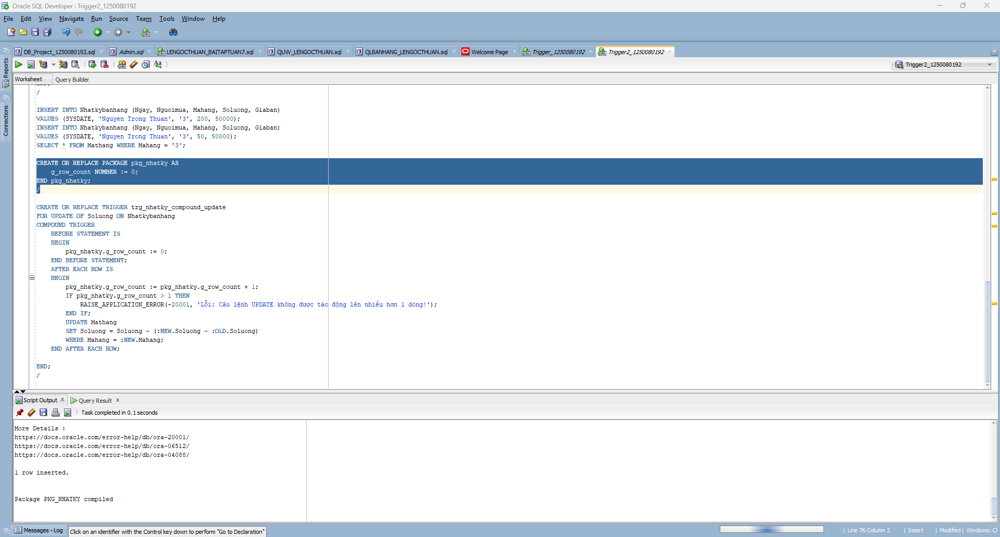 Oracle SQL Developer : Trigger2_1250080192
File Edit View Navigate Run Source Team Tools Window Help
DB_Project_1250080192.sql Admin.sql LENGOCTHUAN_BAITAPTUAN7.sql QLNV_LENGOCTHUAN.sql QLBANHANG_LENGOCTHUAN.sql Welcome Page Trigger_1250080192 Trigger2_1250080192
Reports
Connections
Trigger2_1250080192
Worksheet Query Builder
/
INSERT INTO Nhatkybanhang (Ngay, Nguoimua, Mahang, Soluong, Giaban)
VALUES (SYSDATE, 'Nguyen Trong Thuan', '3', 200, 50000);
INSERT INTO Nhatkybanhang (Ngay, Nguoimua, Mahang, Soluong, Giaban)
VALUES (SYSDATE, 'Nguyen Trong Thuan', '3', 50, 50000);
SELECT * FROM Mathang WHERE Mahang = '3';
CREATE OR REPLACE PACKAGE pkg_nhatky AS
g_row_count NUMBER := 0;
END pkg_nhatky;
/
CREATE OR REPLACE TRIGGER trg_nhatky_compound_update
FOR UPDATE OF Soluong ON Nhatkybanhang
COMPOUND TRIGGER
BEFORE STATEMENT IS
BEGIN
pkg_nhatky.g_row_count := 0;
END BEFORE STATEMENT;
AFTER EACH ROW IS
BEGIN
pkg_nhatky.g_row_count := pkg_nhatky.g_row_count + 1;
IF pkg_nhatky.g_row_count > 1 THEN
RAISE_APPLICATION_ERROR(-20001, 'Lỗi: Câu lệnh UPDATE không được tác động lên nhiều hơn 1 dòng!');
END IF;
UPDATE Mathang
SET Soluong = Soluong - (:NEW.Soluong - :OLD.Soluong)
WHERE Mahang = :NEW.Mahang;
END AFTER EACH ROW;
END;
/
Script Output x Query Result x
Task completed in 0.1 seconds
More Details :
https://docs.oracle.com/error-help/db/ora-20001/
https://docs.oracle.com/error-help/db/ora-06512/
https://docs.oracle.com/error-help/db/ora-04088/
1 row inserted.
Package PKG_NHATKY compiled
Messages - Log Click on an identifier with the Control key down to perform "Go to Declaration" | Line 76 Column 2 | Insert | Modified | Windows: